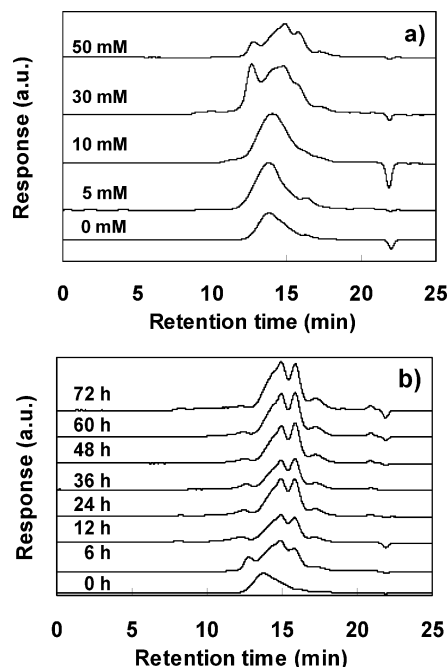 a)
50 mM
30 mM
10 mM
5 mM
0 mM
Response (a.u.)
0 5 10 15 20 25
Retention time (min)
b)
72 h
60 h
48 h
36 h
24 h
12 h
6 h
0 h
Response (a.u.)
0 5 10 15 20 25
Retention time (min)